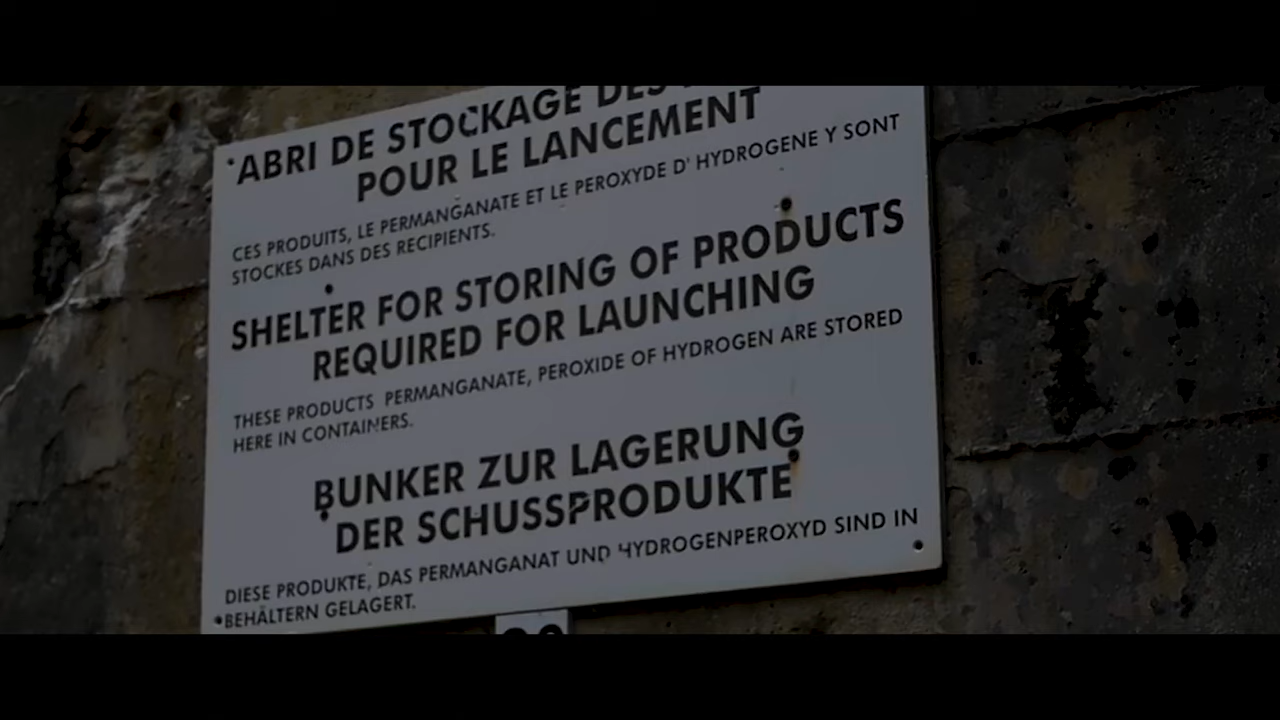 ABRI DE STOCKAGE DES
POUR LE LANCEMENT
CES PRODUITS, LE PERMANGANATE ET LE PEROXYDE D' HYDROGENE Y SONT
STOCKES DANS DES RECIPIENTS.
SHELTER FOR STORING OF PRODUCTS
REQUIRED FOR LAUNCHING
THESE PRODUCTS PERMANGANATE, PEROXIDE OF HYDROGEN ARE STORED
HERE IN CONTAINERS.
BUNKER ZUR LAGERUNG
DER SCHUSSPRODUKTE
DIESE PRODUKTE, DAS PERMANGANAT UND HYDROGENPEROXYD SIND IN
BEHÄLTERN GELAGERT.